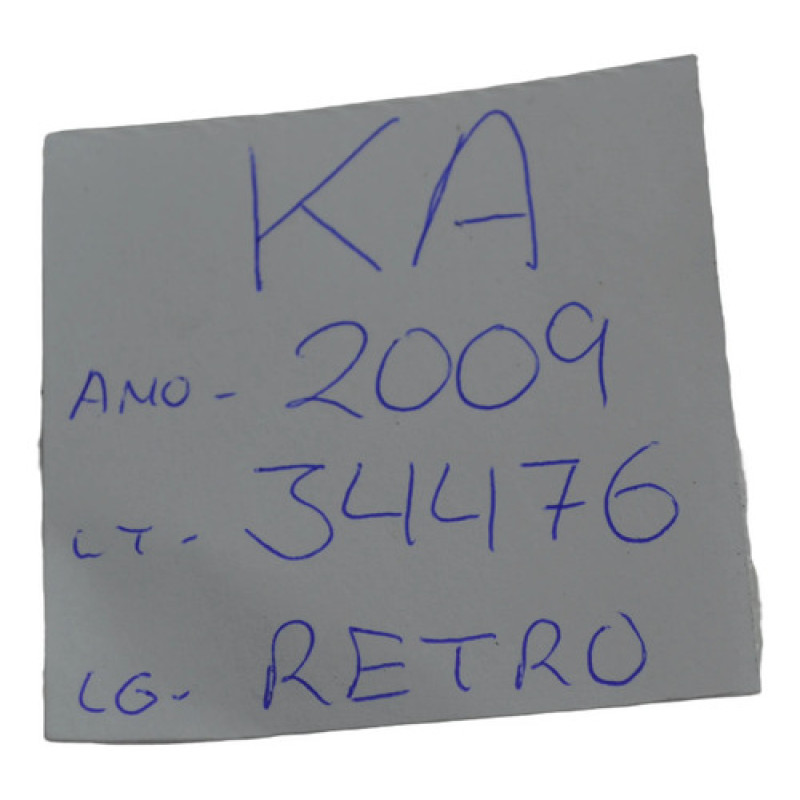 KA
ANO - 2009
LT - 34476
LG - RETRO